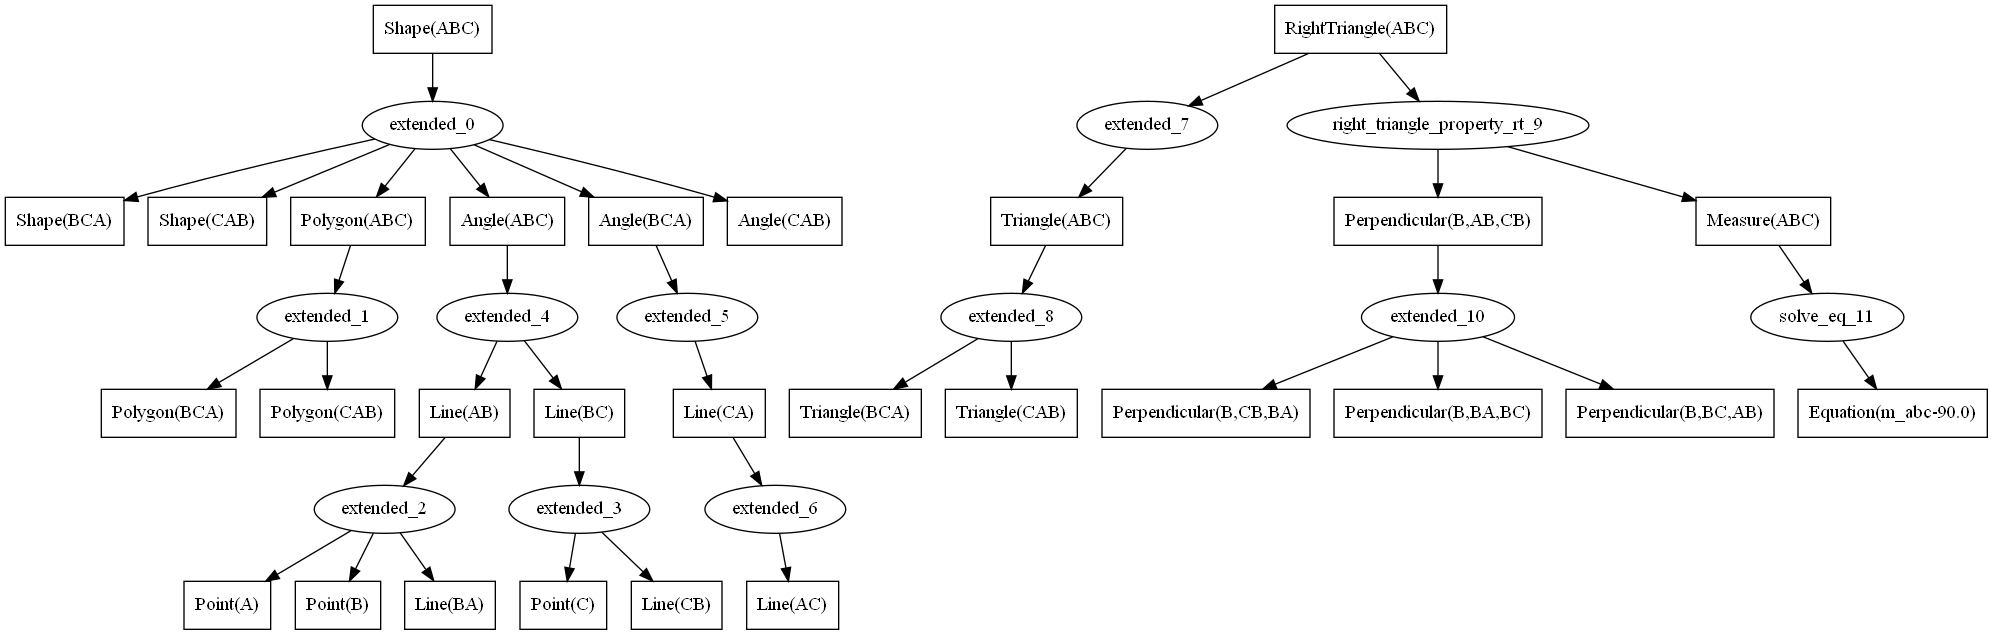 Shape(ABC)
RightTriangle(ABC)
extended_0
extended_7
right_triangle_property_rt_9
Shape(BCA)
Shape(CAB)
Polygon(ABC)
Angle(ABC)
Angle(BCA)
Angle(CAB)
Triangle(ABC)
Perpendicular(B,AB,CB)
Measure(ABC)
extended_1
extended_4
extended_5
extended_8
extended_10
solve_eq_11
Polygon(BCA)
Polygon(CAB)
Line(AB)
Line(BC)
Line(CA)
Triangle(BCA)
Triangle(CAB)
Perpendicular(B,CB,BA)
Perpendicular(B,BA,BC)
Perpendicular(B,BC,AB)
Equation(m_abc-90.0)
extended_2
extended_3
extended_6
Point(A)
Point(B)
Line(BA)
Point(C)
Line(CB)
Line(AC)